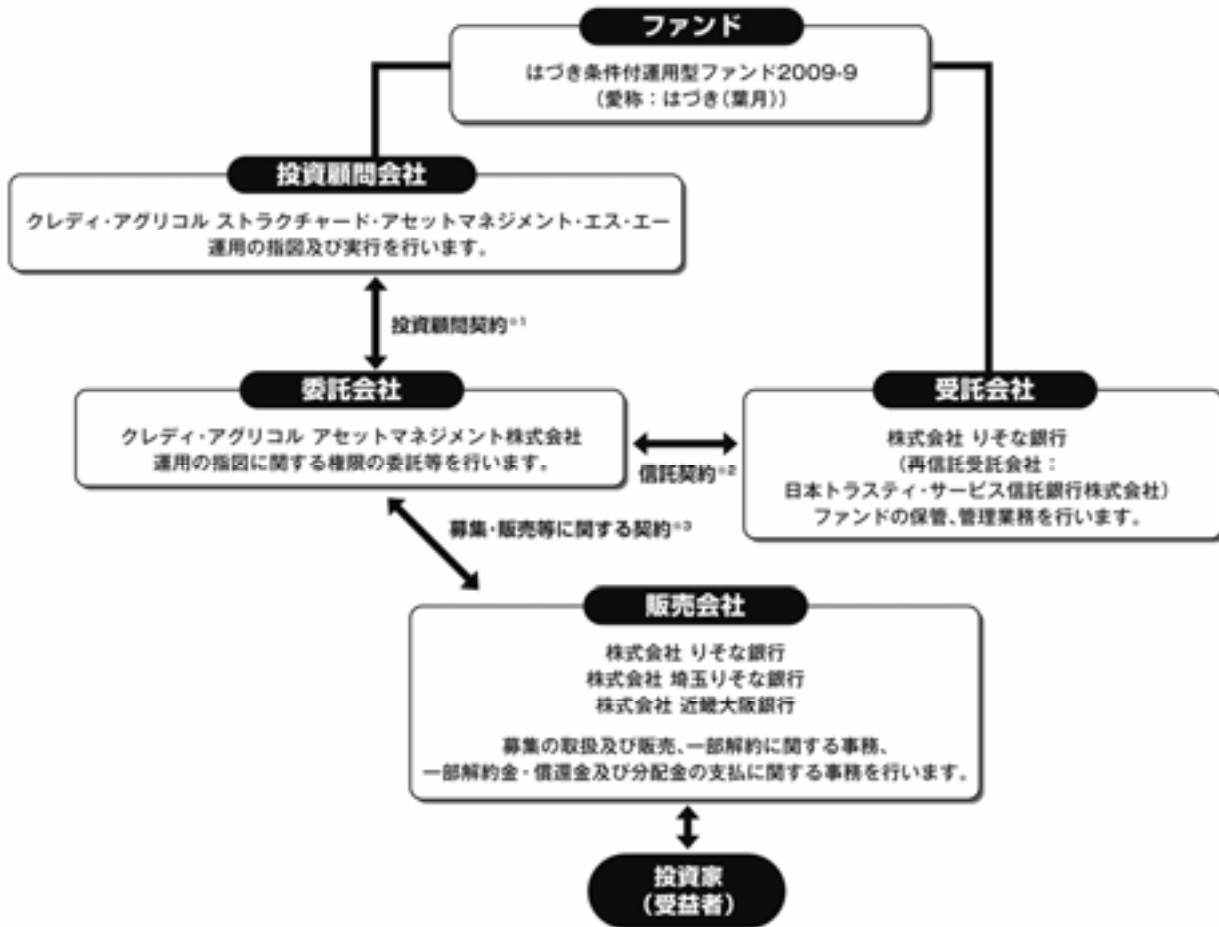 ファンド
はづき条件付運用型ファンド2009-9
(愛称:はづき(葉月))
投資顧問会社
クレディ・アグリコル ストラクチャード・アセットマネジメント・エス・エー
運用の指図及び実行を行います。
投資顧問契約※1
委託会社
クレディ・アグリコル アセットマネジメント株式会社
運用の指図に関する権限の委託等を行います。
信託契約※2
受託会社
株式会社 りそな銀行
(再信託受託会社:
日本トラスティ・サービス信託銀行株式会社)
ファンドの保管、管理業務を行います。
募集・販売等に関する契約※3
販売会社
株式会社 りそな銀行
株式会社 埼玉りそな銀行
株式会社 近畿大阪銀行
募集の取扱及び販売、一部解約に関する事務、
一部解約金・償還金及び分配金の支払に関する事務を行います。
投資家
(受益者)